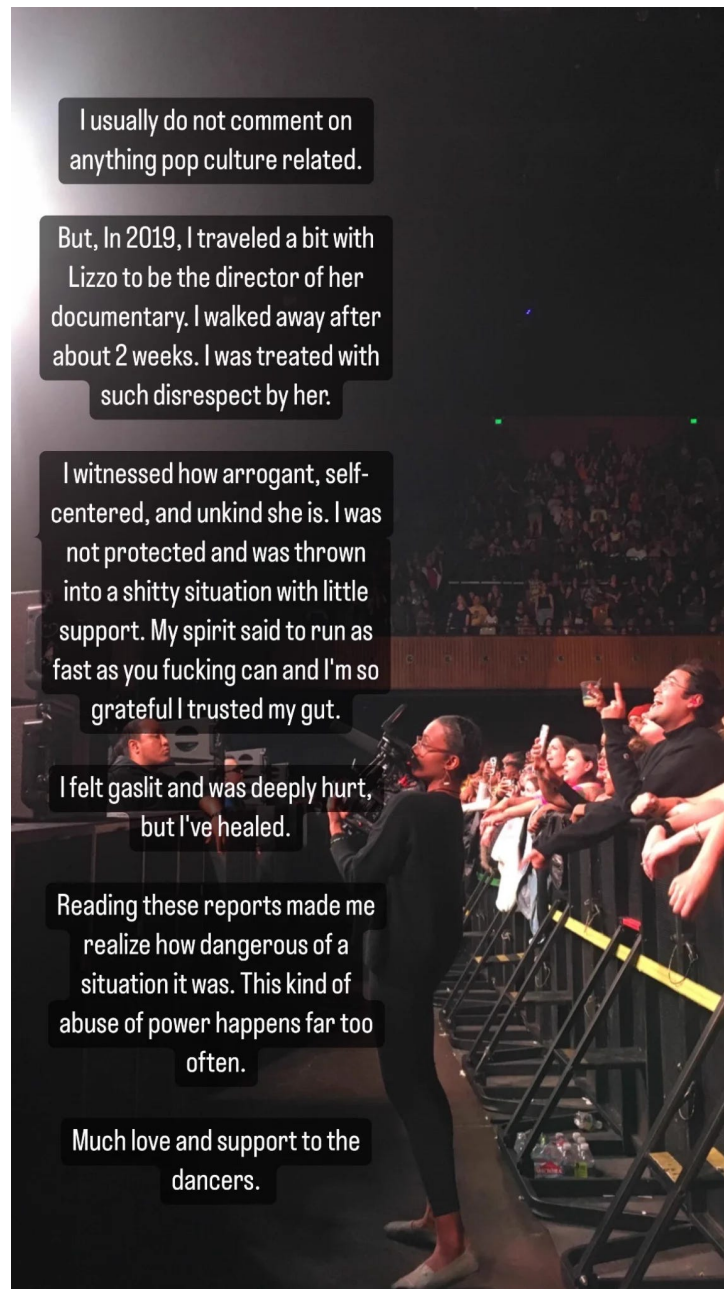 I usually do not comment on
anything pop culture related.
But, In 2019, I traveled a bit with
Lizzo to be the director of her
documentary. I walked away after
about 2 weeks. I was treated with
such disrespect by her.
I witnessed how arrogant, self-
centered, and unkind she is. I was
not protected and was thrown
into a shitty situation with little
support. My spirit said to run as
fast as you fucking can and I'm so
grateful I trusted my gut.
I felt gaslit and was deeply hurt,
but I've healed.
Reading these reports made me
realize how dangerous of a
situation it was. This kind of
abuse of power happens far too
often.
Much love and support to the
dancers.